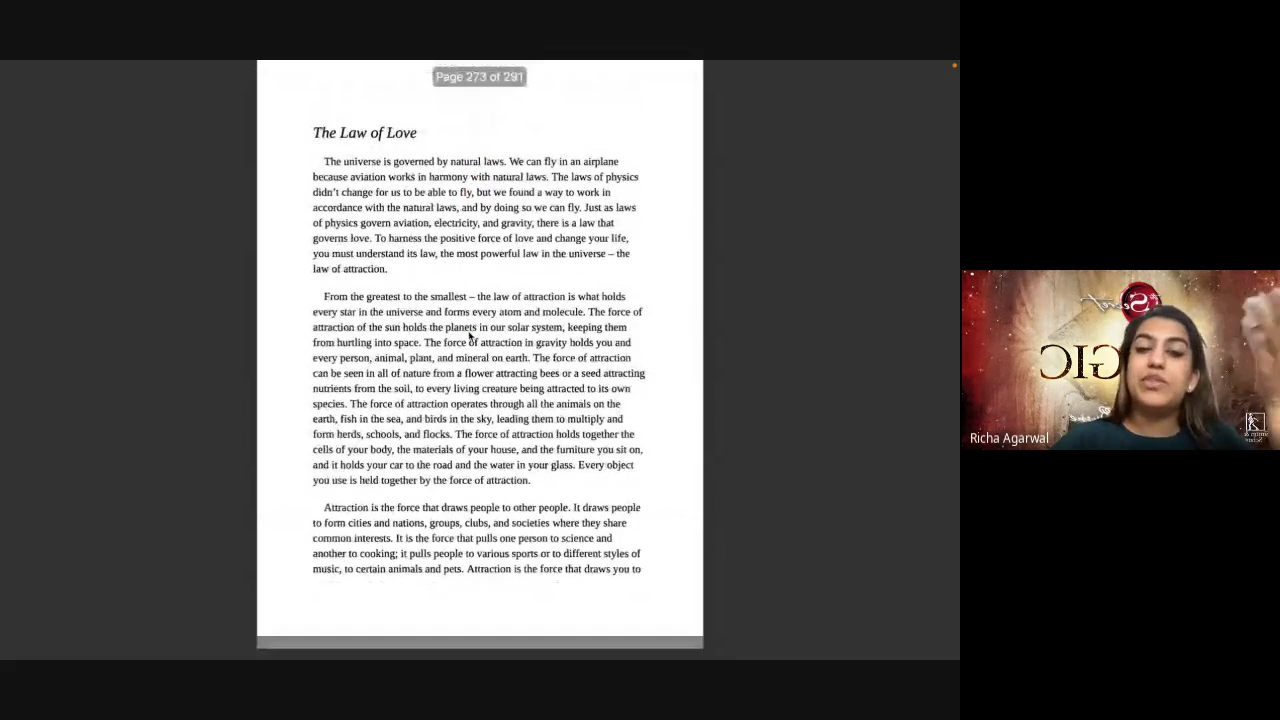 Page 273 of 291
The Law of Love
The universe is governed by natural laws. We can fly in an airplane
because aviation works in harmony with natural laws. The laws of physics
didn’t change for us to be able to fly, but we found a way to work in
accordance with the natural laws, and by doing so we can fly. Just as laws
of physics govern aviation, electricity, and gravity, there is a law that
governs love. To harness the positive force of love and change your life,
you must understand its law, the most powerful law in the universe – the
law of attraction.
From the greatest to the smallest – the law of attraction is what holds
every star in the universe and forms every atom and molecule. The force of
attraction of the sun holds the planets in our solar system, keeping them
from hurtling into space. The force of attraction in gravity holds you and
every person, animal, plant, and mineral on earth. The force of attraction
can be seen in all of nature from a flower attracting bees or a seed attracting
nutrients from the soil, to every living creature being attracted to its own
species. The force of attraction operates through all the animals on the
earth, fish in the sea, and birds in the sky, leading them to multiply and
form herds, schools, and flocks. The force of attraction holds together the
cells of your body, the materials of your house, and the furniture you sit on,
and it holds your car to the road and the water in your glass. Every object
you use is held together by the force of attraction.
Attraction is the force that draws people to other people. It draws people
to form cities and nations, groups, clubs, and societies where they share
common interests. It is the force that pulls one person to science and
another to cooking; it pulls people to various sports or to different styles of
music, to certain animals and pets. Attraction is the force that draws you to
Secret
GIC
Richa Agarwal